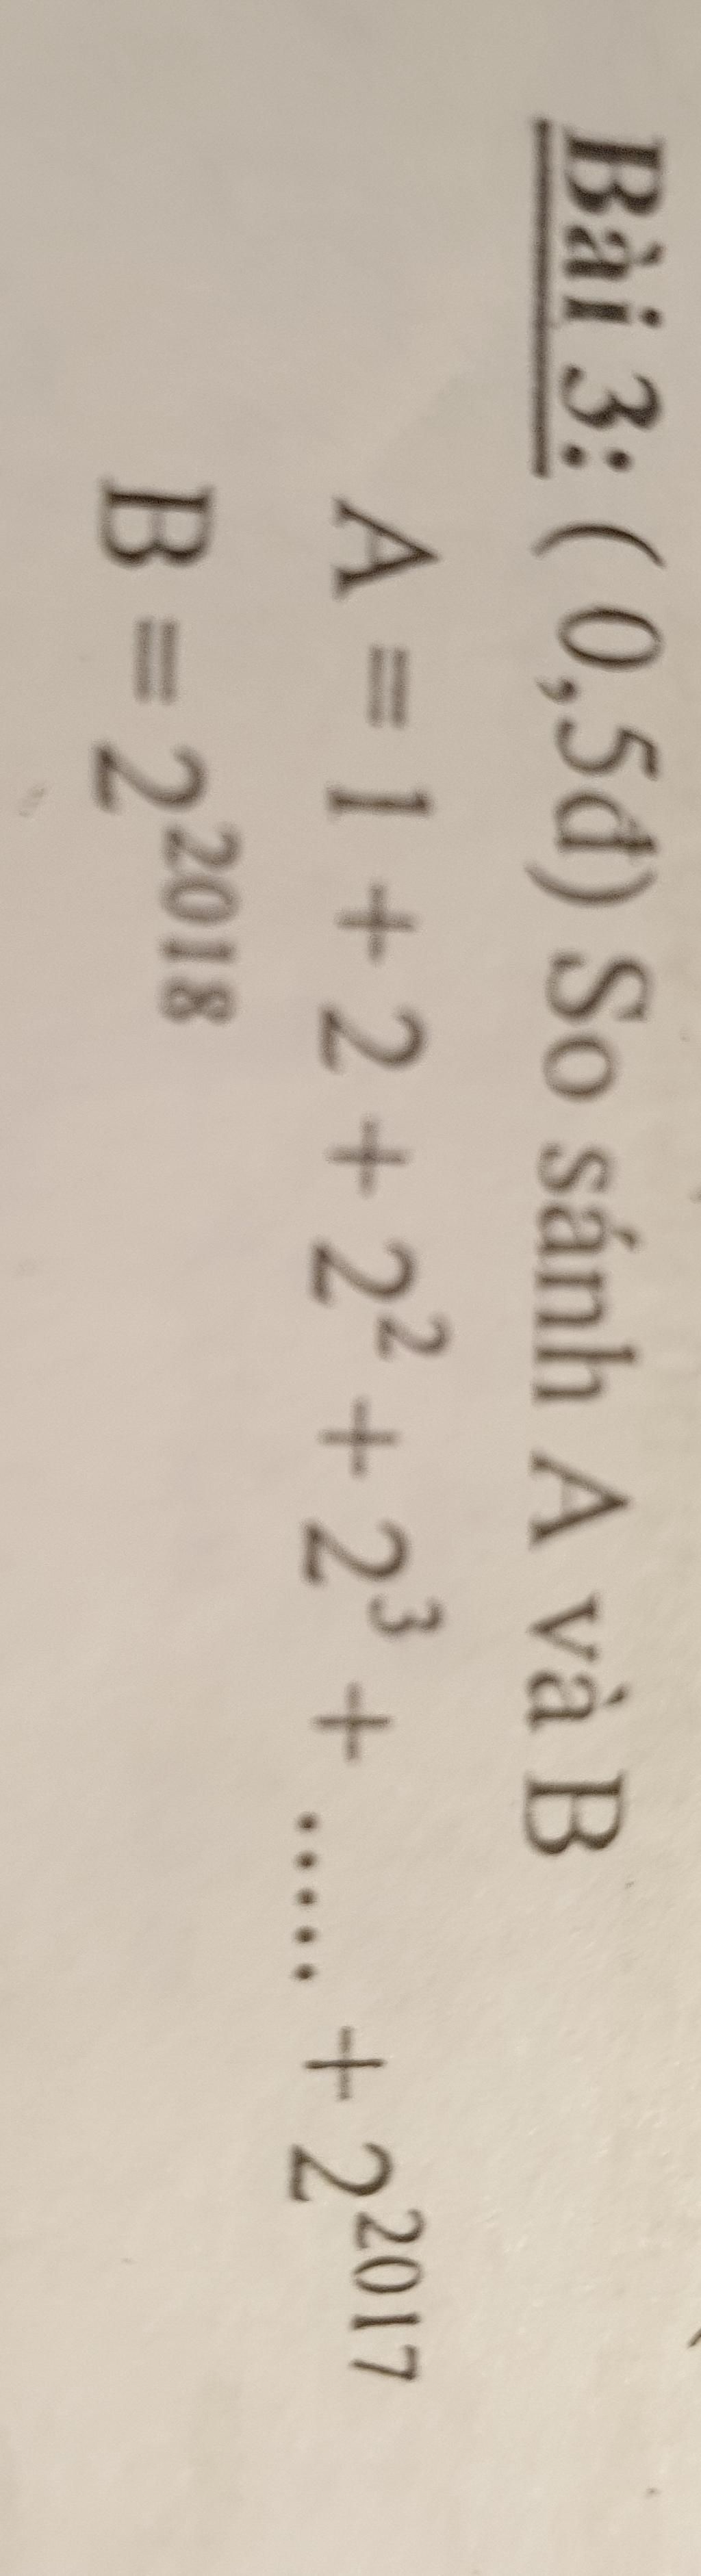 Bài 3: ( 0,5đ) So sánh A và B
A = 1 + 2 + 2² + 2³ + ..... + 2²⁰¹⁷
B = 2²⁰¹⁸